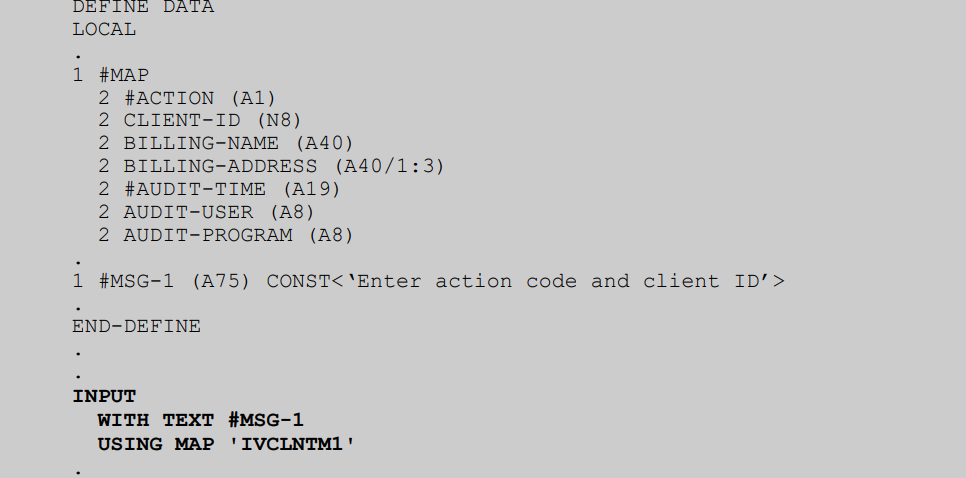 DEFINE DATA
LOCAL
.
1 #MAP
2 #ACTION (A1)
2 CLIENT-ID (N8)
2 BILLING-NAME (A40)
2 BILLING-ADDRESS (A40/1:3)
2 #AUDIT-TIME (A19)
2 AUDIT-USER (A8)
2 AUDIT-PROGRAM (A8)
.
1 #MSG-1 (A75) CONST<‘Enter action code and client ID’>
.
END-DEFINE
.
.
INPUT
WITH TEXT #MSG-1
USING MAP 'IVCLNTM1'
.